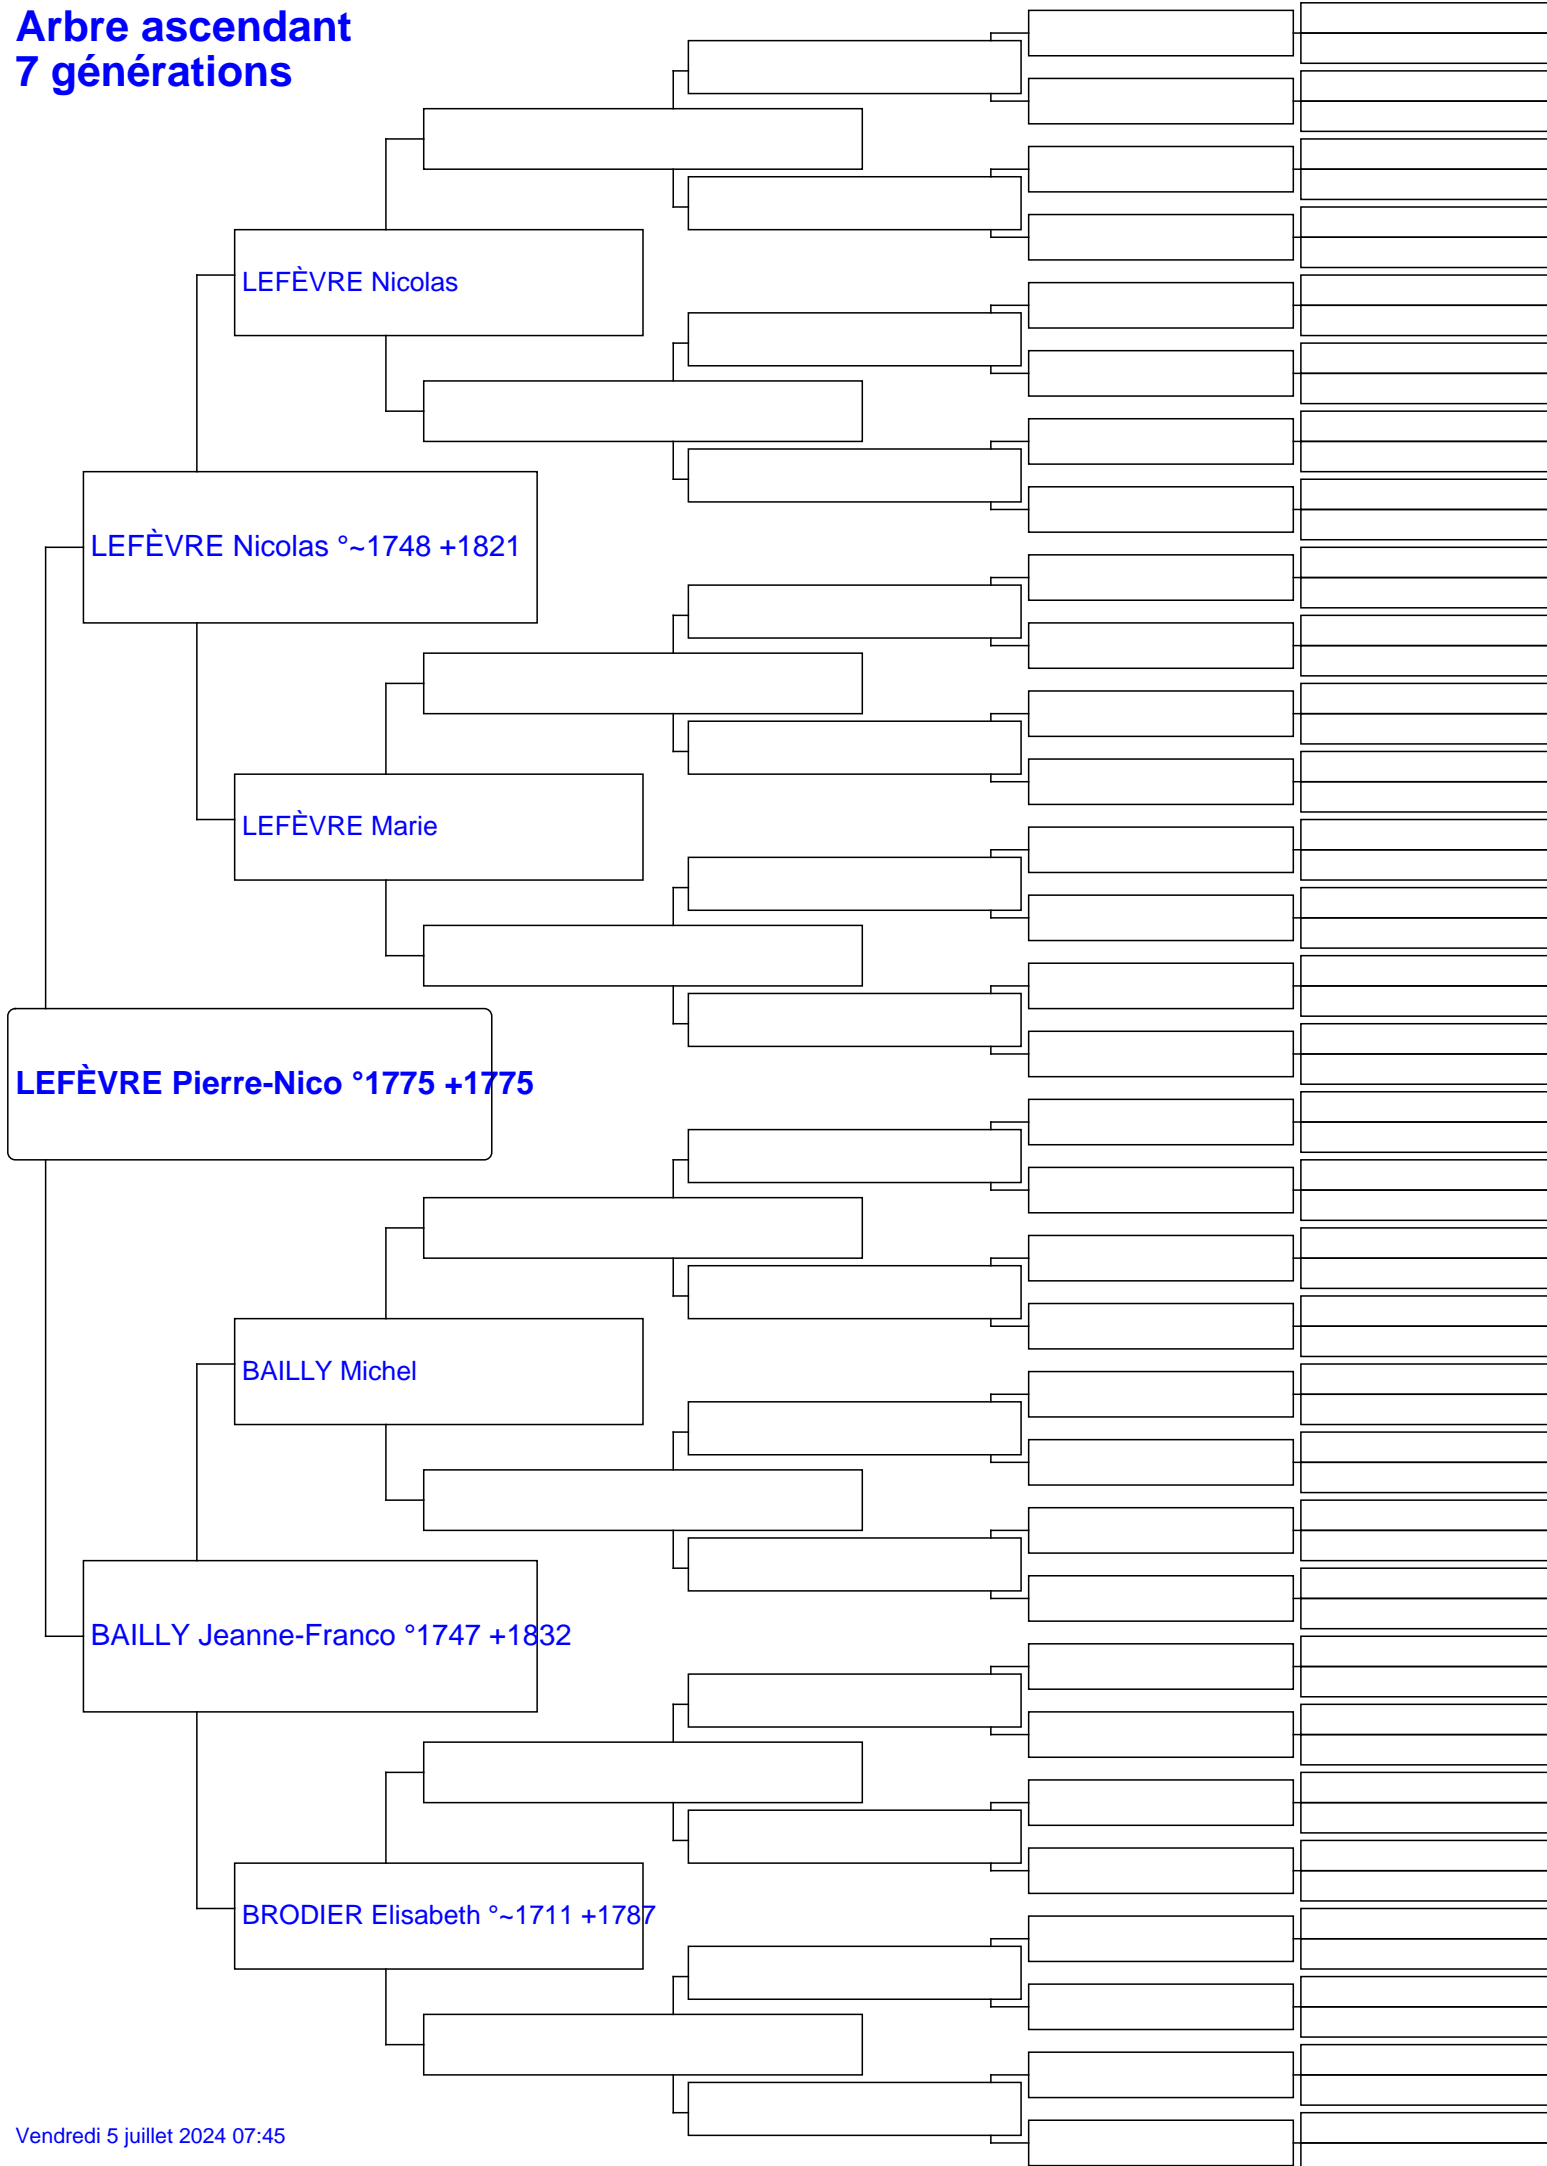 Arbre ascendant
7 générations
LEFÈVRE Nicolas
LEFÈVRE Nicolas °~1748 +1821
LEFÈVRE Marie
LEFÈVRE Pierre-Nico °1775 +1775
BAILLY Michel
BAILLY Jeanne-Franco °1747 +1832
BRODIER Elisabeth °~1711 +1787
Vendredi 5 juillet 2024 07:45